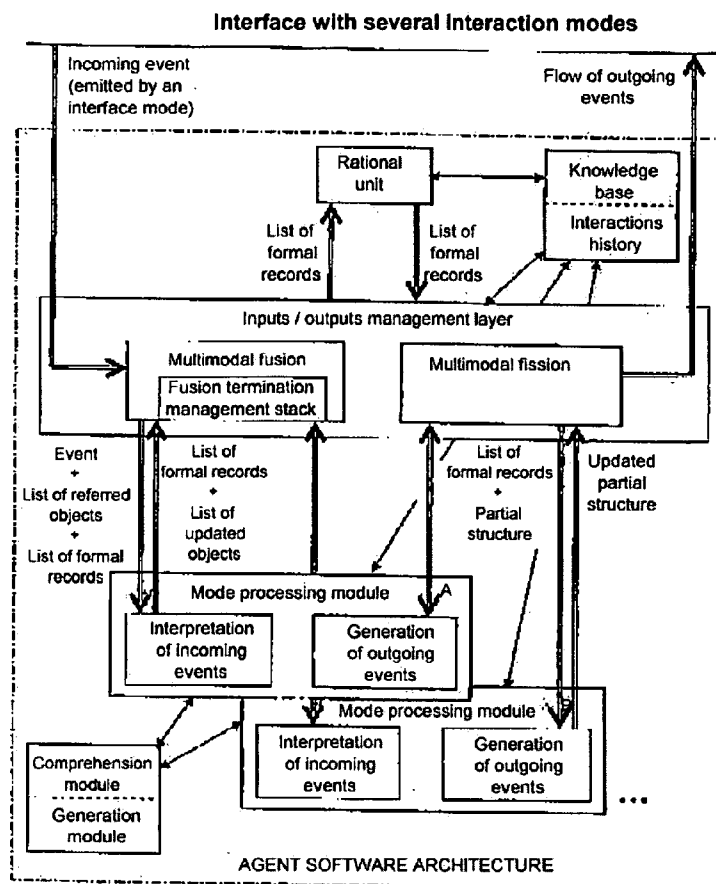 Interface with several interaction modes
Incoming event
(emitted by an
interface mode)
Flow of outgoing
events
Rational
unit
Knowledge
base
Interactions
history
List of
formal
records
List of
formal
records
Inputs / outputs management layer
Multimodal fusion
Fusion termination
management stack
Multimodal fission
Event
+
List of referred
objects
+
List of formal
records
List of
formal records
+
List of
updated
objects
List of
formal records
+
Partial
structure
Updated
partial
structure
Mode processing module
A
Interpretation
of incoming
events
Generation
of outgoing
events
Mode processing module
Interpretation
of incoming
events
Generation
of outgoing
events
Comprehension
module
Generation
module
...
AGENT SOFTWARE ARCHITECTURE